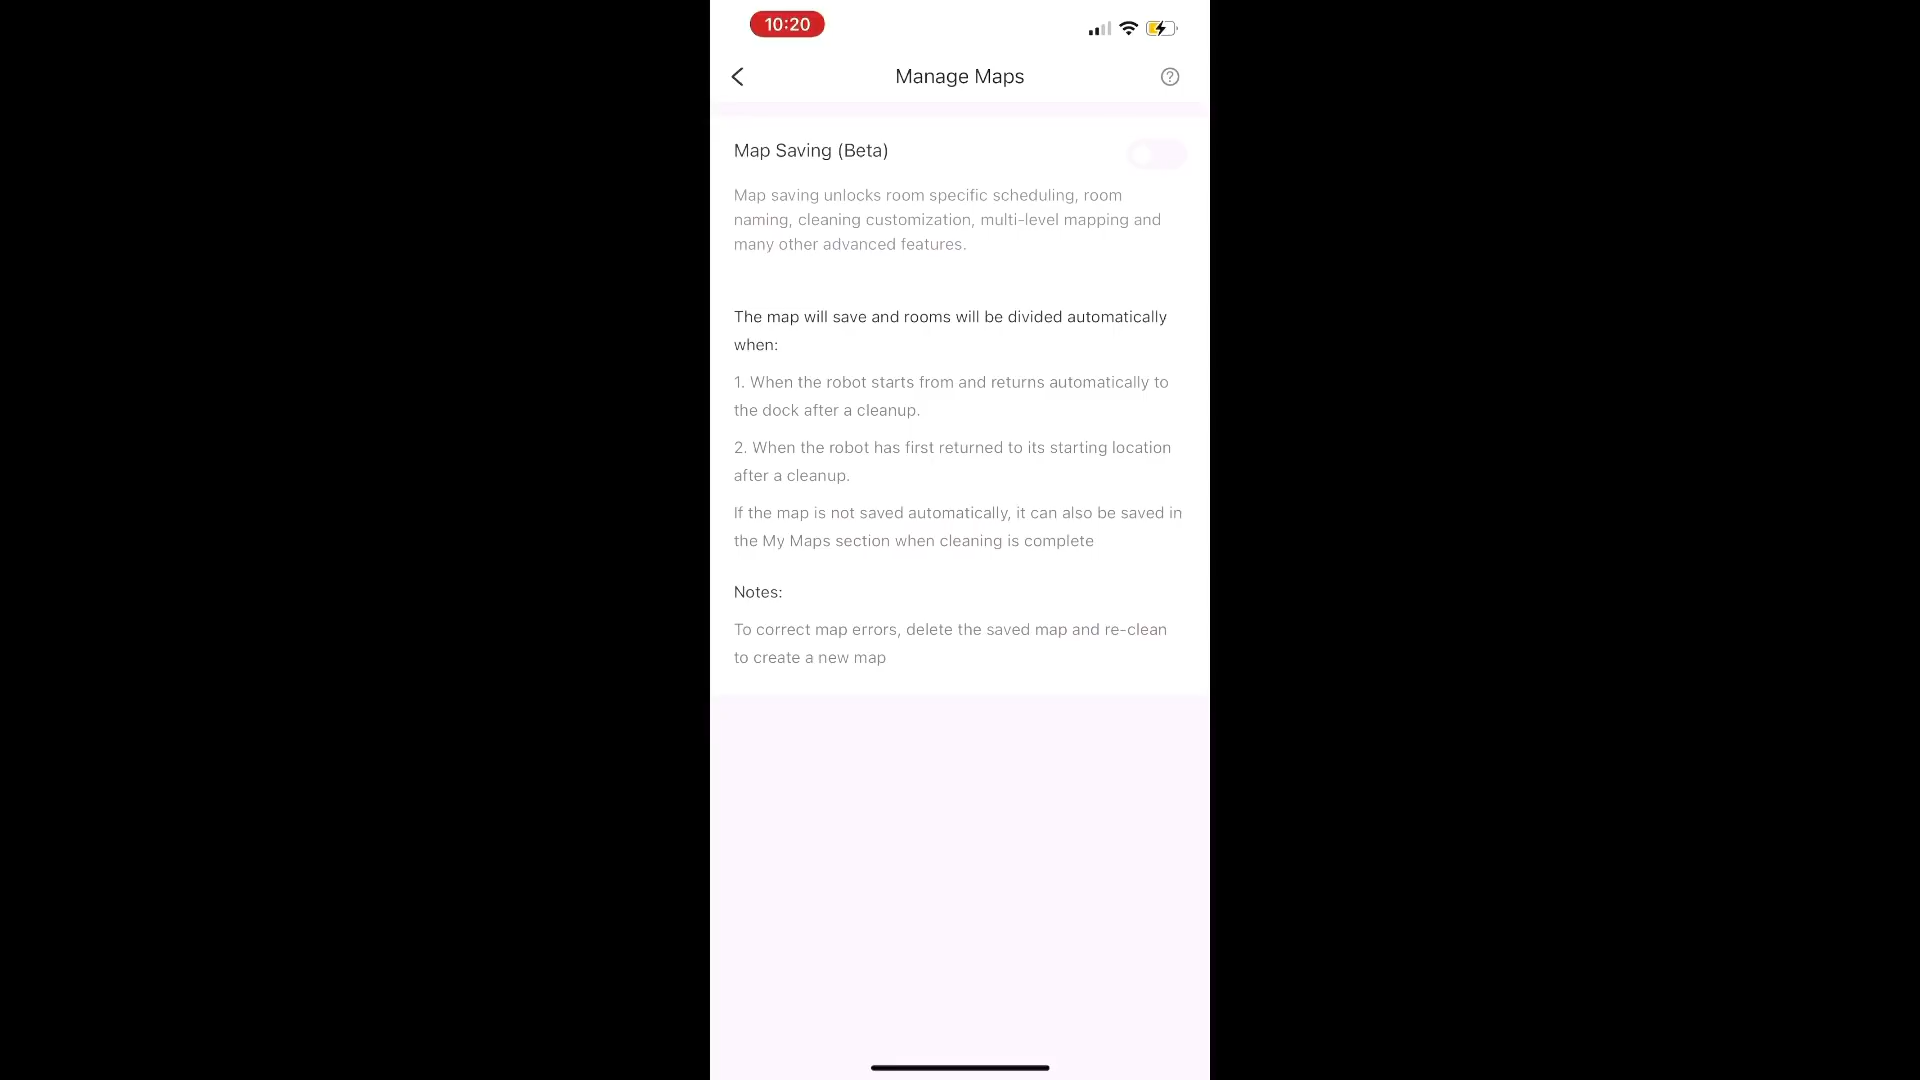 10:20
Manage Maps
Map Saving (Beta)
Map saving unlocks room specific scheduling, room
naming, cleaning customization, multi-level mapping and
many other advanced features.
The map will save and rooms will be divided automatically
when:
1. When the robot starts from and returns automatically to
the dock after a cleanup.
2. When the robot has first returned to its starting location
after a cleanup.
If the map is not saved automatically, it can also be saved in
the My Maps section when cleaning is complete
Notes:
To correct map errors, delete the saved map and re-clean
to create a new map